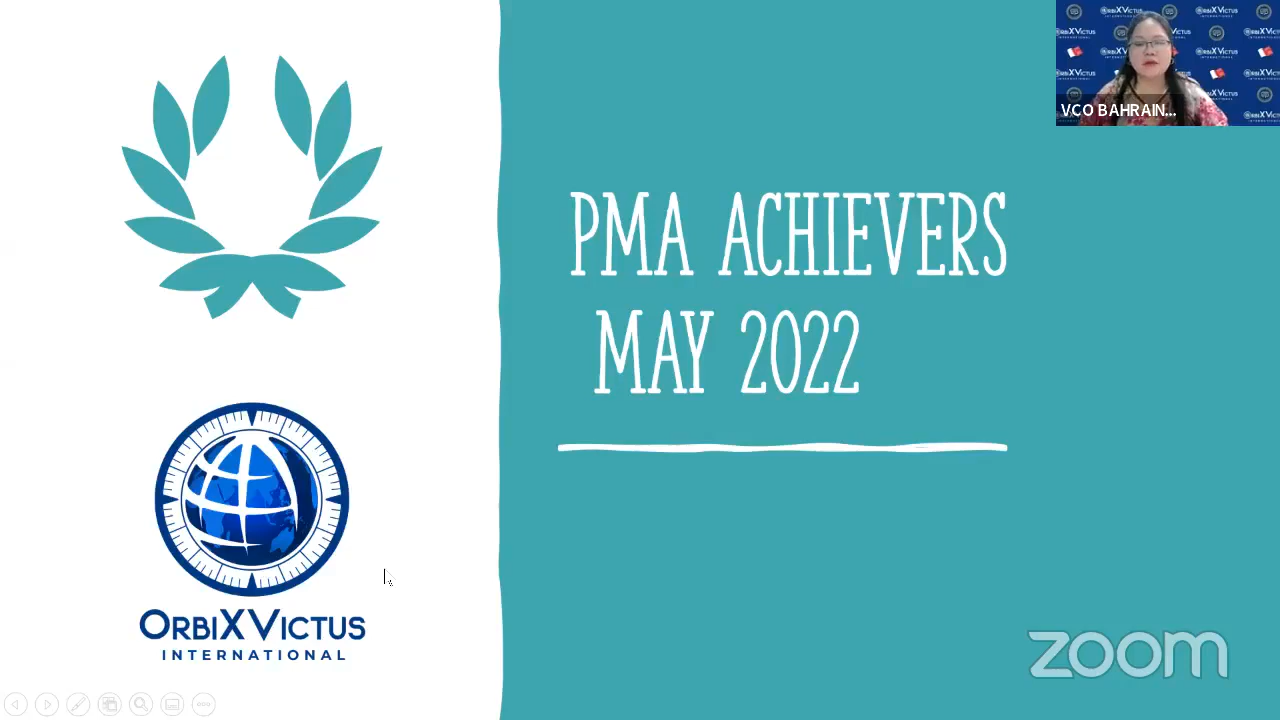 PMA ACHIEVERS
MAY 2022
ORBIXVICTUS
INTERNATIONAL
VCO BAHRAIN...
zoom